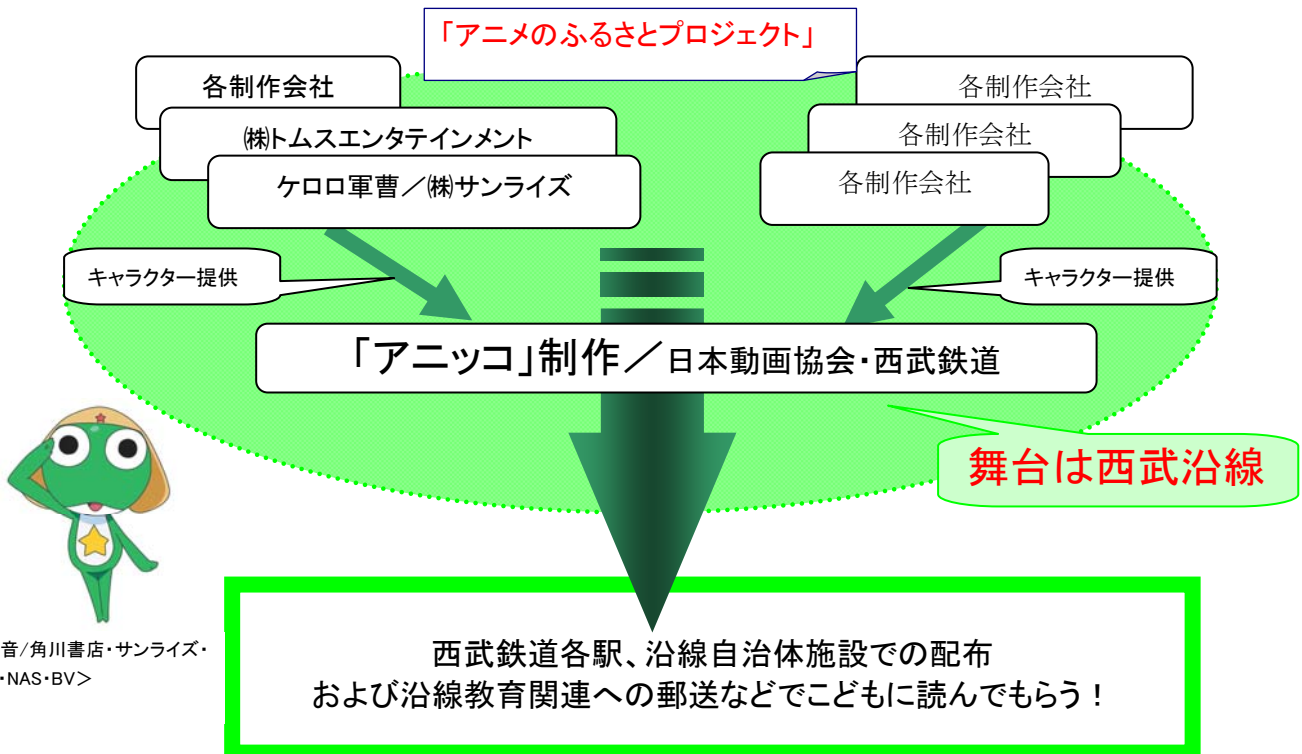 「アニメのふるさとプロジェクト」
各制作会社
㈱トムスエンタテインメント
ケロロ軍曹／㈱サンライズ
各制作会社
各制作会社
各制作会社
キャラクター提供
キャラクター提供
「アニッコ」制作／日本動画協会・西武鉄道
舞台は西武沿線
音/角川書店・サンライズ・
・NAS・BV＞
西武鉄道各駅、沿線自治体施設での配布
および沿線教育関連への郵送などでこどもに読んでもらう！